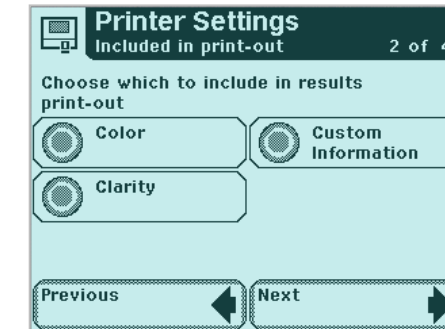 Printer Settings
Included in print-out 2 of 4
Choose which to include in results
print-out
Color
Custom
Information
Clarity
Previous
Next